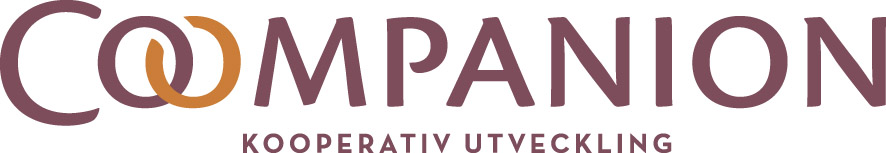 COOMPANION
KOOPERATIV UTVECKLING